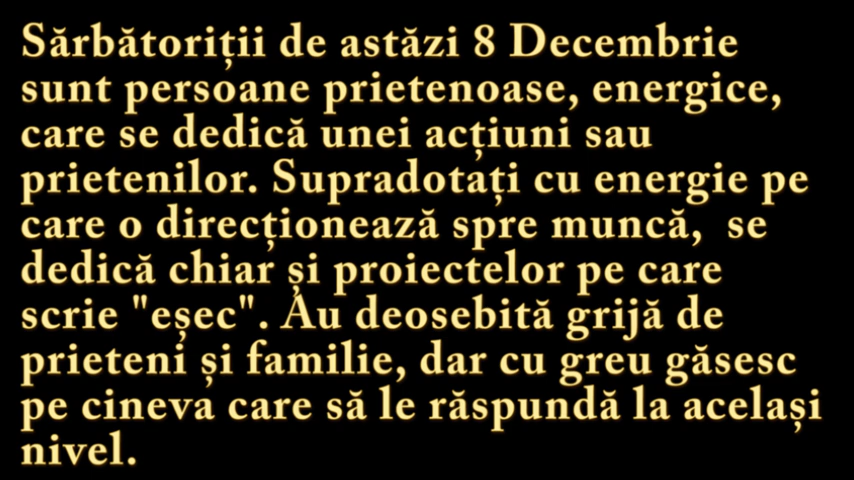 Sărbătoriții de astăzi 8 Decembrie
sunt persoane prietenoase, energice,
care se dedică unei acțiuni sau
prietenilor. Supradotați cu energie pe
care o direcționează spre muncă,  se
dedică chiar și proiectelor pe care
scrie "eșec". Au deosebită grijă de
prieteni și familie, dar cu greu găsesc
pe cineva care să le răspundă la același
nivel.